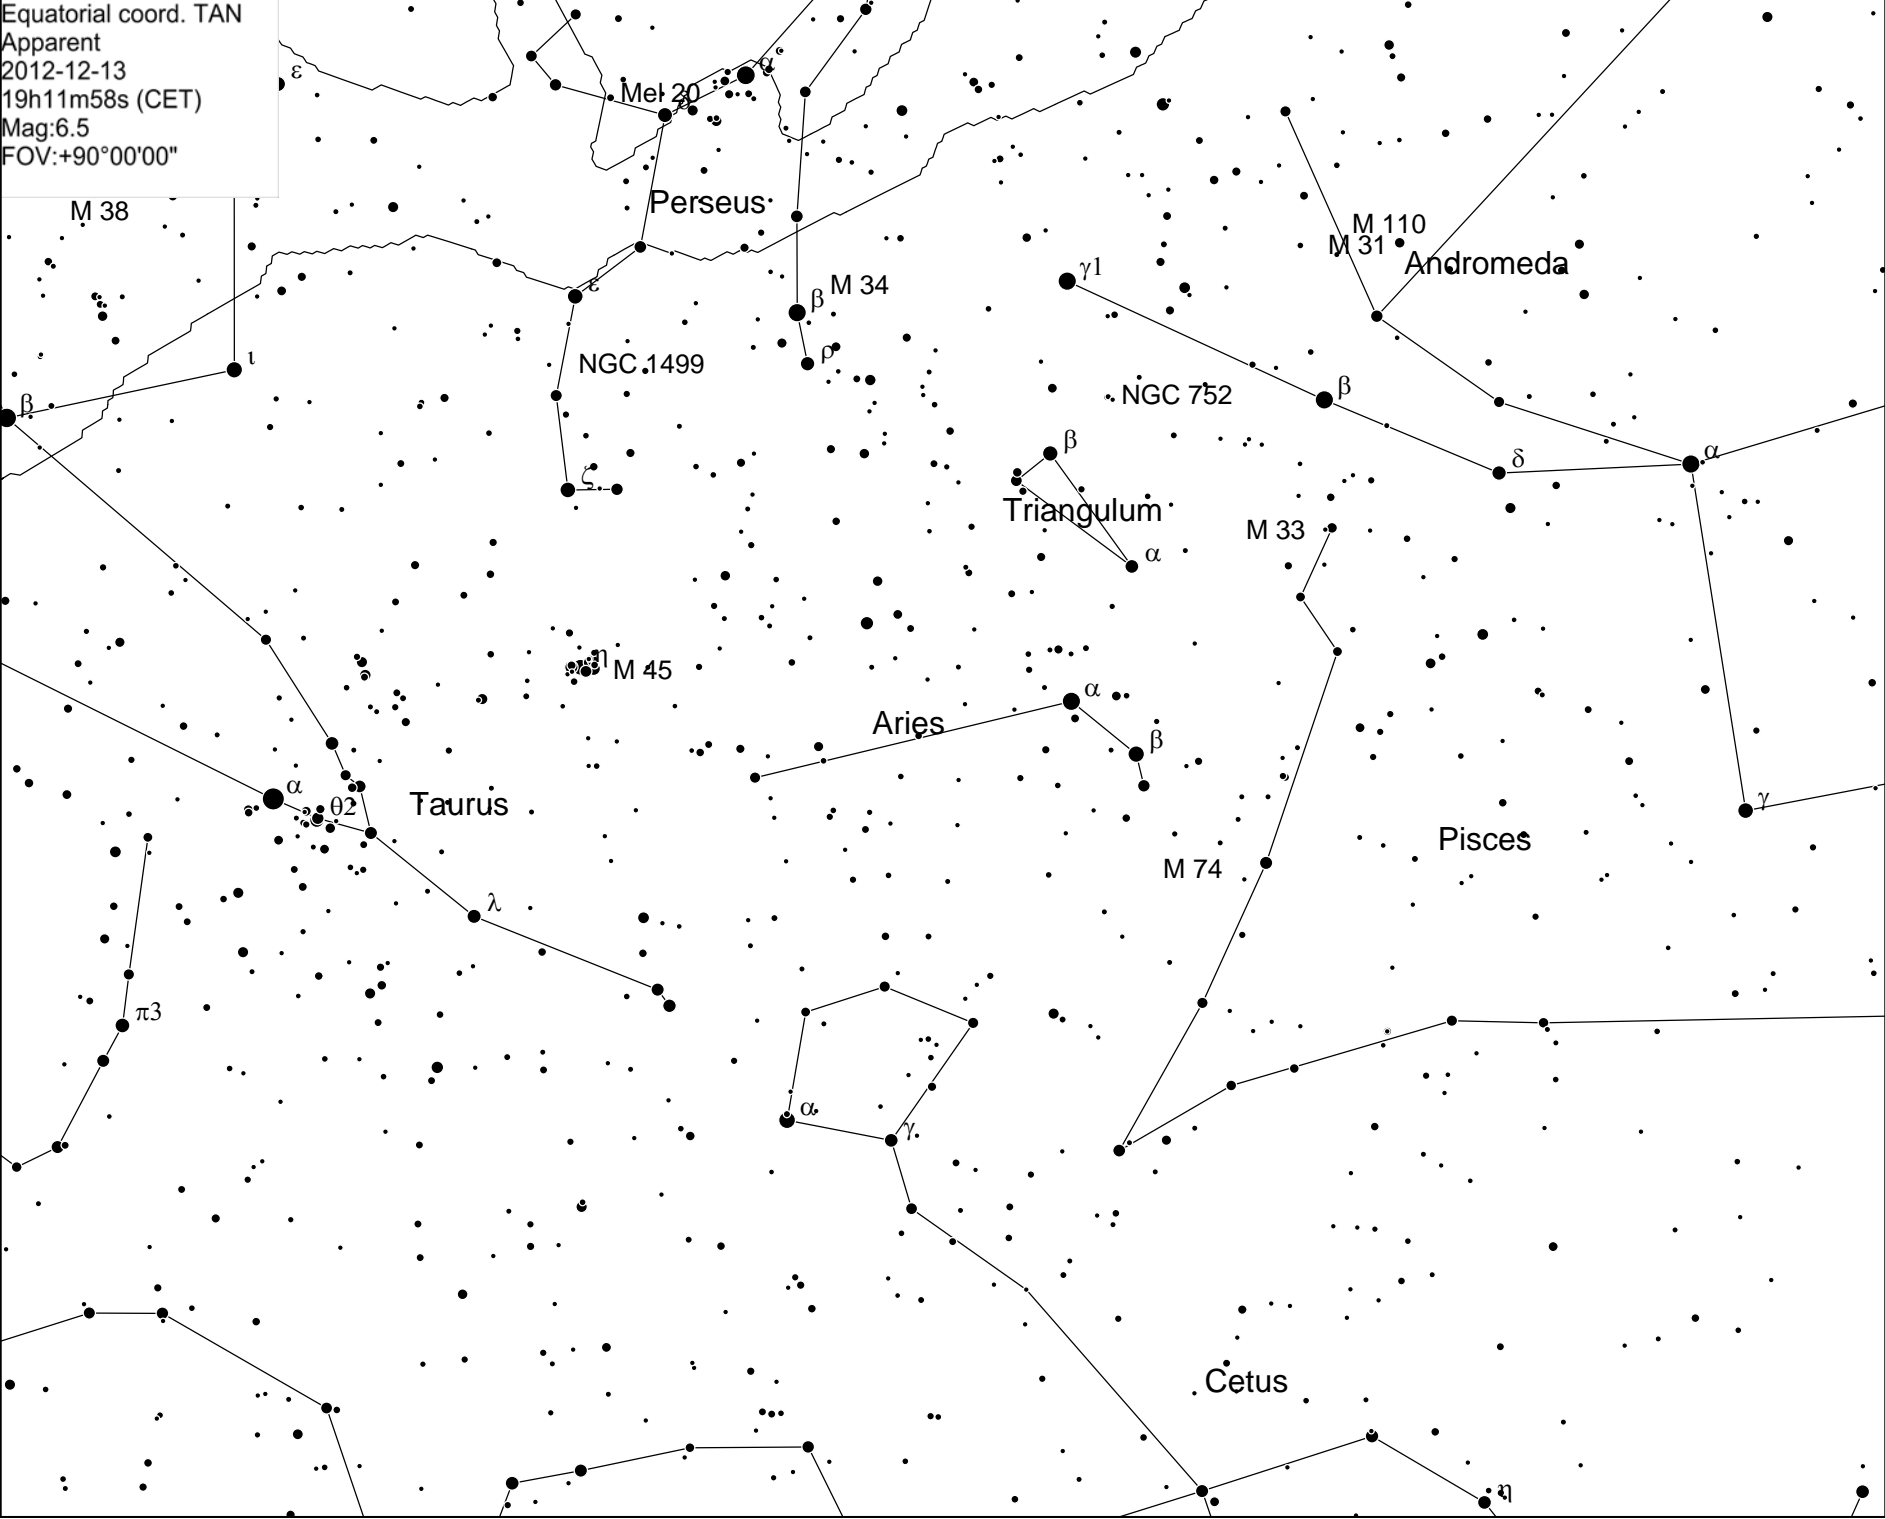 Equatorial coord. TAN
Apparent
2012-12-13
19h11m58s (CET)
Mag:6.5
FOV:+90°00'00"
ε
α
Mel 20
δ
M 38
Perseus
M 110
M 31
Andromeda
γ1
ε
β
M 34
ι
NGC 1499
ρ
β
NGC 752
β
β
α
δ
ζ
Triangulum
M 33
α
η
M 45
α
Aries
β
α
θ2
Taurus
γ
Pisces
M 74
λ
π3
α
γ
Cetus
η